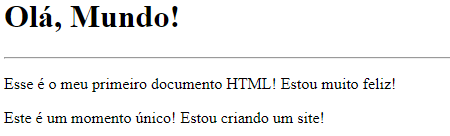 Olá, Mundo!
Esse é o meu primeiro documento HTML! Estou muito feliz!
Este é um momento único! Estou criando um site!